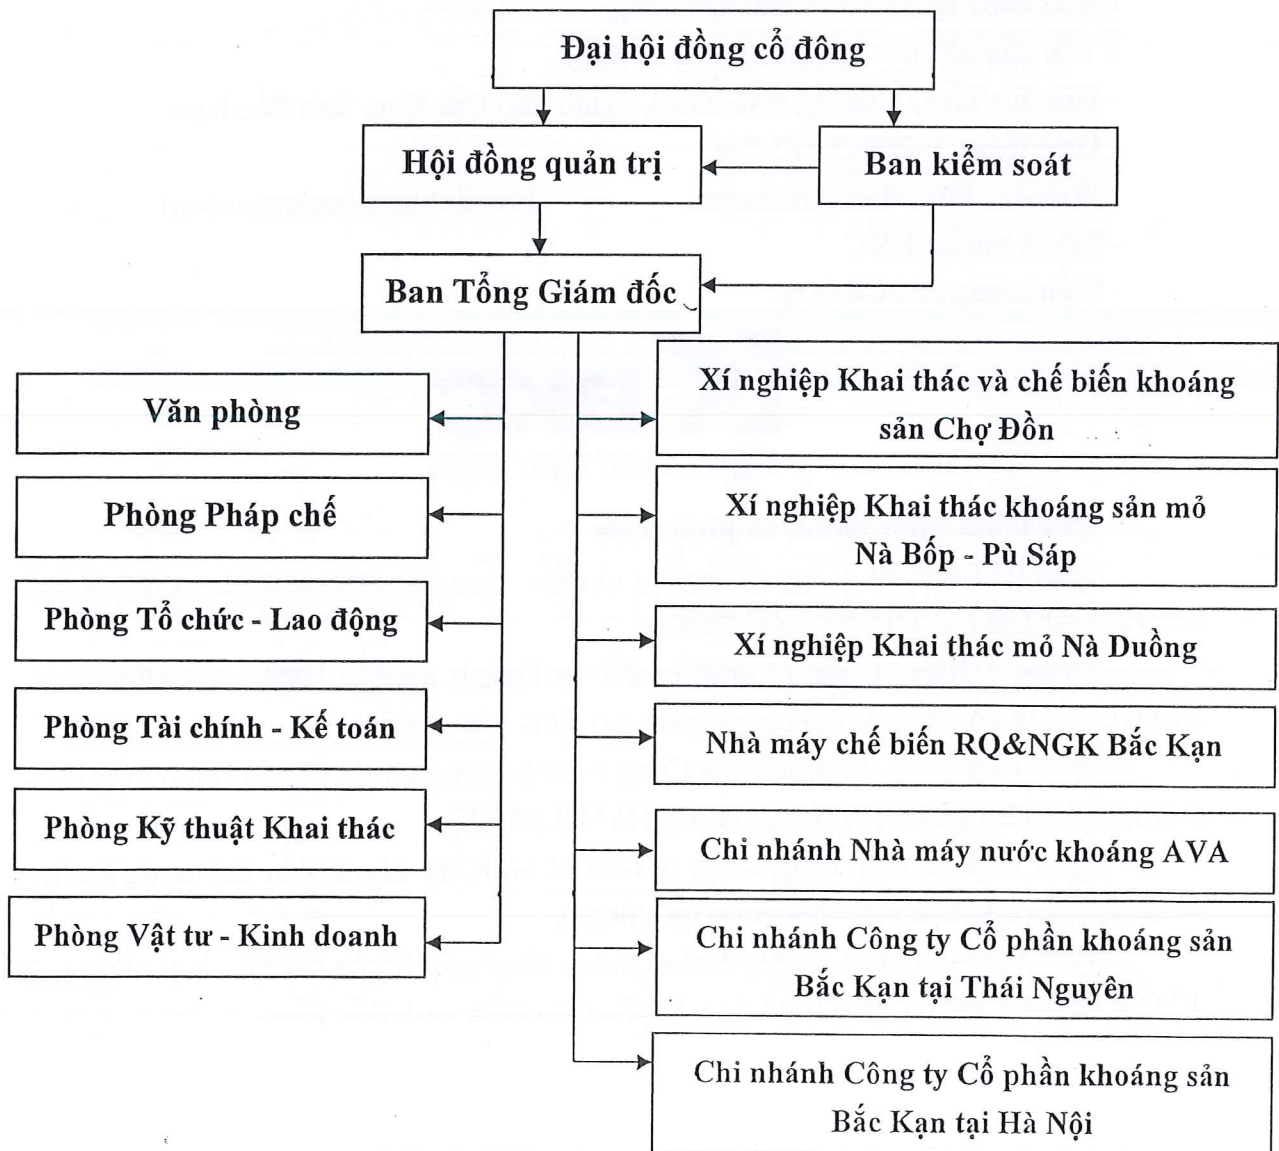 Đại hội đồng cổ đông
Hội đồng quản trị
Ban kiểm soát
Ban Tổng Giám đốc
Văn phòng
Phòng Pháp chế
Phòng Tổ chức - Lao động
Phòng Tài chính - Kế toán
Phòng Kỹ thuật Khai thác
Phòng Vật tư - Kinh doanh
Xí nghiệp Khai thác và chế biến khoáng
sản Chợ Đồn
Xí nghiệp Khai thác khoáng sản mỏ
Nà Bốp - Pù Sáp
Xí nghiệp Khai thác mỏ Nà Duồng
Nhà máy chế biến RQ&NGK Bắc Kạn
Chi nhánh Nhà máy nước khoáng AVA
Chi nhánh Công ty Cổ phần khoáng sản
Bắc Kạn tại Thái Nguyên
Chi nhánh Công ty Cổ phần khoáng sản
Bắc Kạn tại Hà Nội